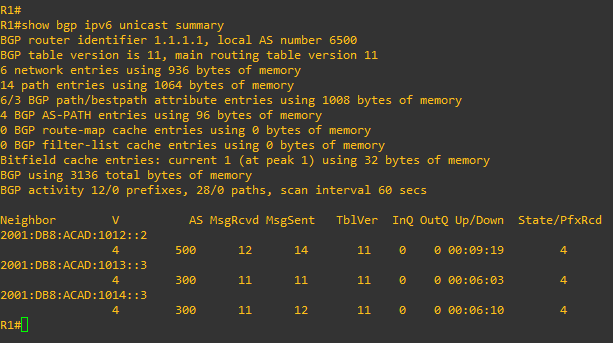 R1#
R1#show bgp ipv6 unicast summary
BGP router identifier 1.1.1.1, local AS number 6500
BGP table version is 11, main routing table version 11
6 network entries using 936 bytes of memory
14 path entries using 1064 bytes of memory
6/3 BGP path/bestpath attribute entries using 1008 bytes of memory
4 BGP AS-PATH entries using 96 bytes of memory
0 BGP route-map cache entries using 0 bytes of memory
0 BGP filter-list cache entries using 0 bytes of memory
Bitfield cache entries: current 1 (at peak 1) using 32 bytes of memory
BGP using 3136 total bytes of memory
BGP activity 12/0 prefixes, 28/0 paths, scan interval 60 secs
Neighbor V AS MsgRcvd MsgSent TblVer InQ OutQ Up/Down State/PfxRcd
2001:DB8:ACAD:1012::2
4 500 12 14 11 0 0 00:09:19 4
2001:DB8:ACAD:1013::3
4 300 11 11 11 0 0 00:06:03 4
2001:DB8:ACAD:1014::3
4 300 11 12 11 0 0 00:06:10 4
R1#